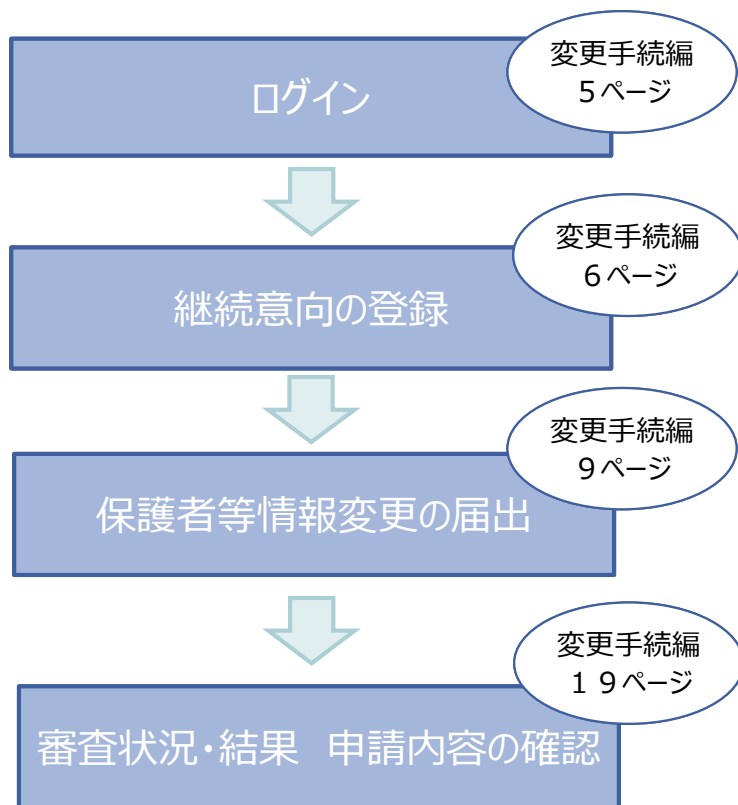 変更手続編
５ページ
ログイン
変更手続編
６ページ
継続意向の登録
変更手続編
９ページ
保護者等情報変更の届出
変更手続編
１９ページ
審査状況・結果　申請内容の確認